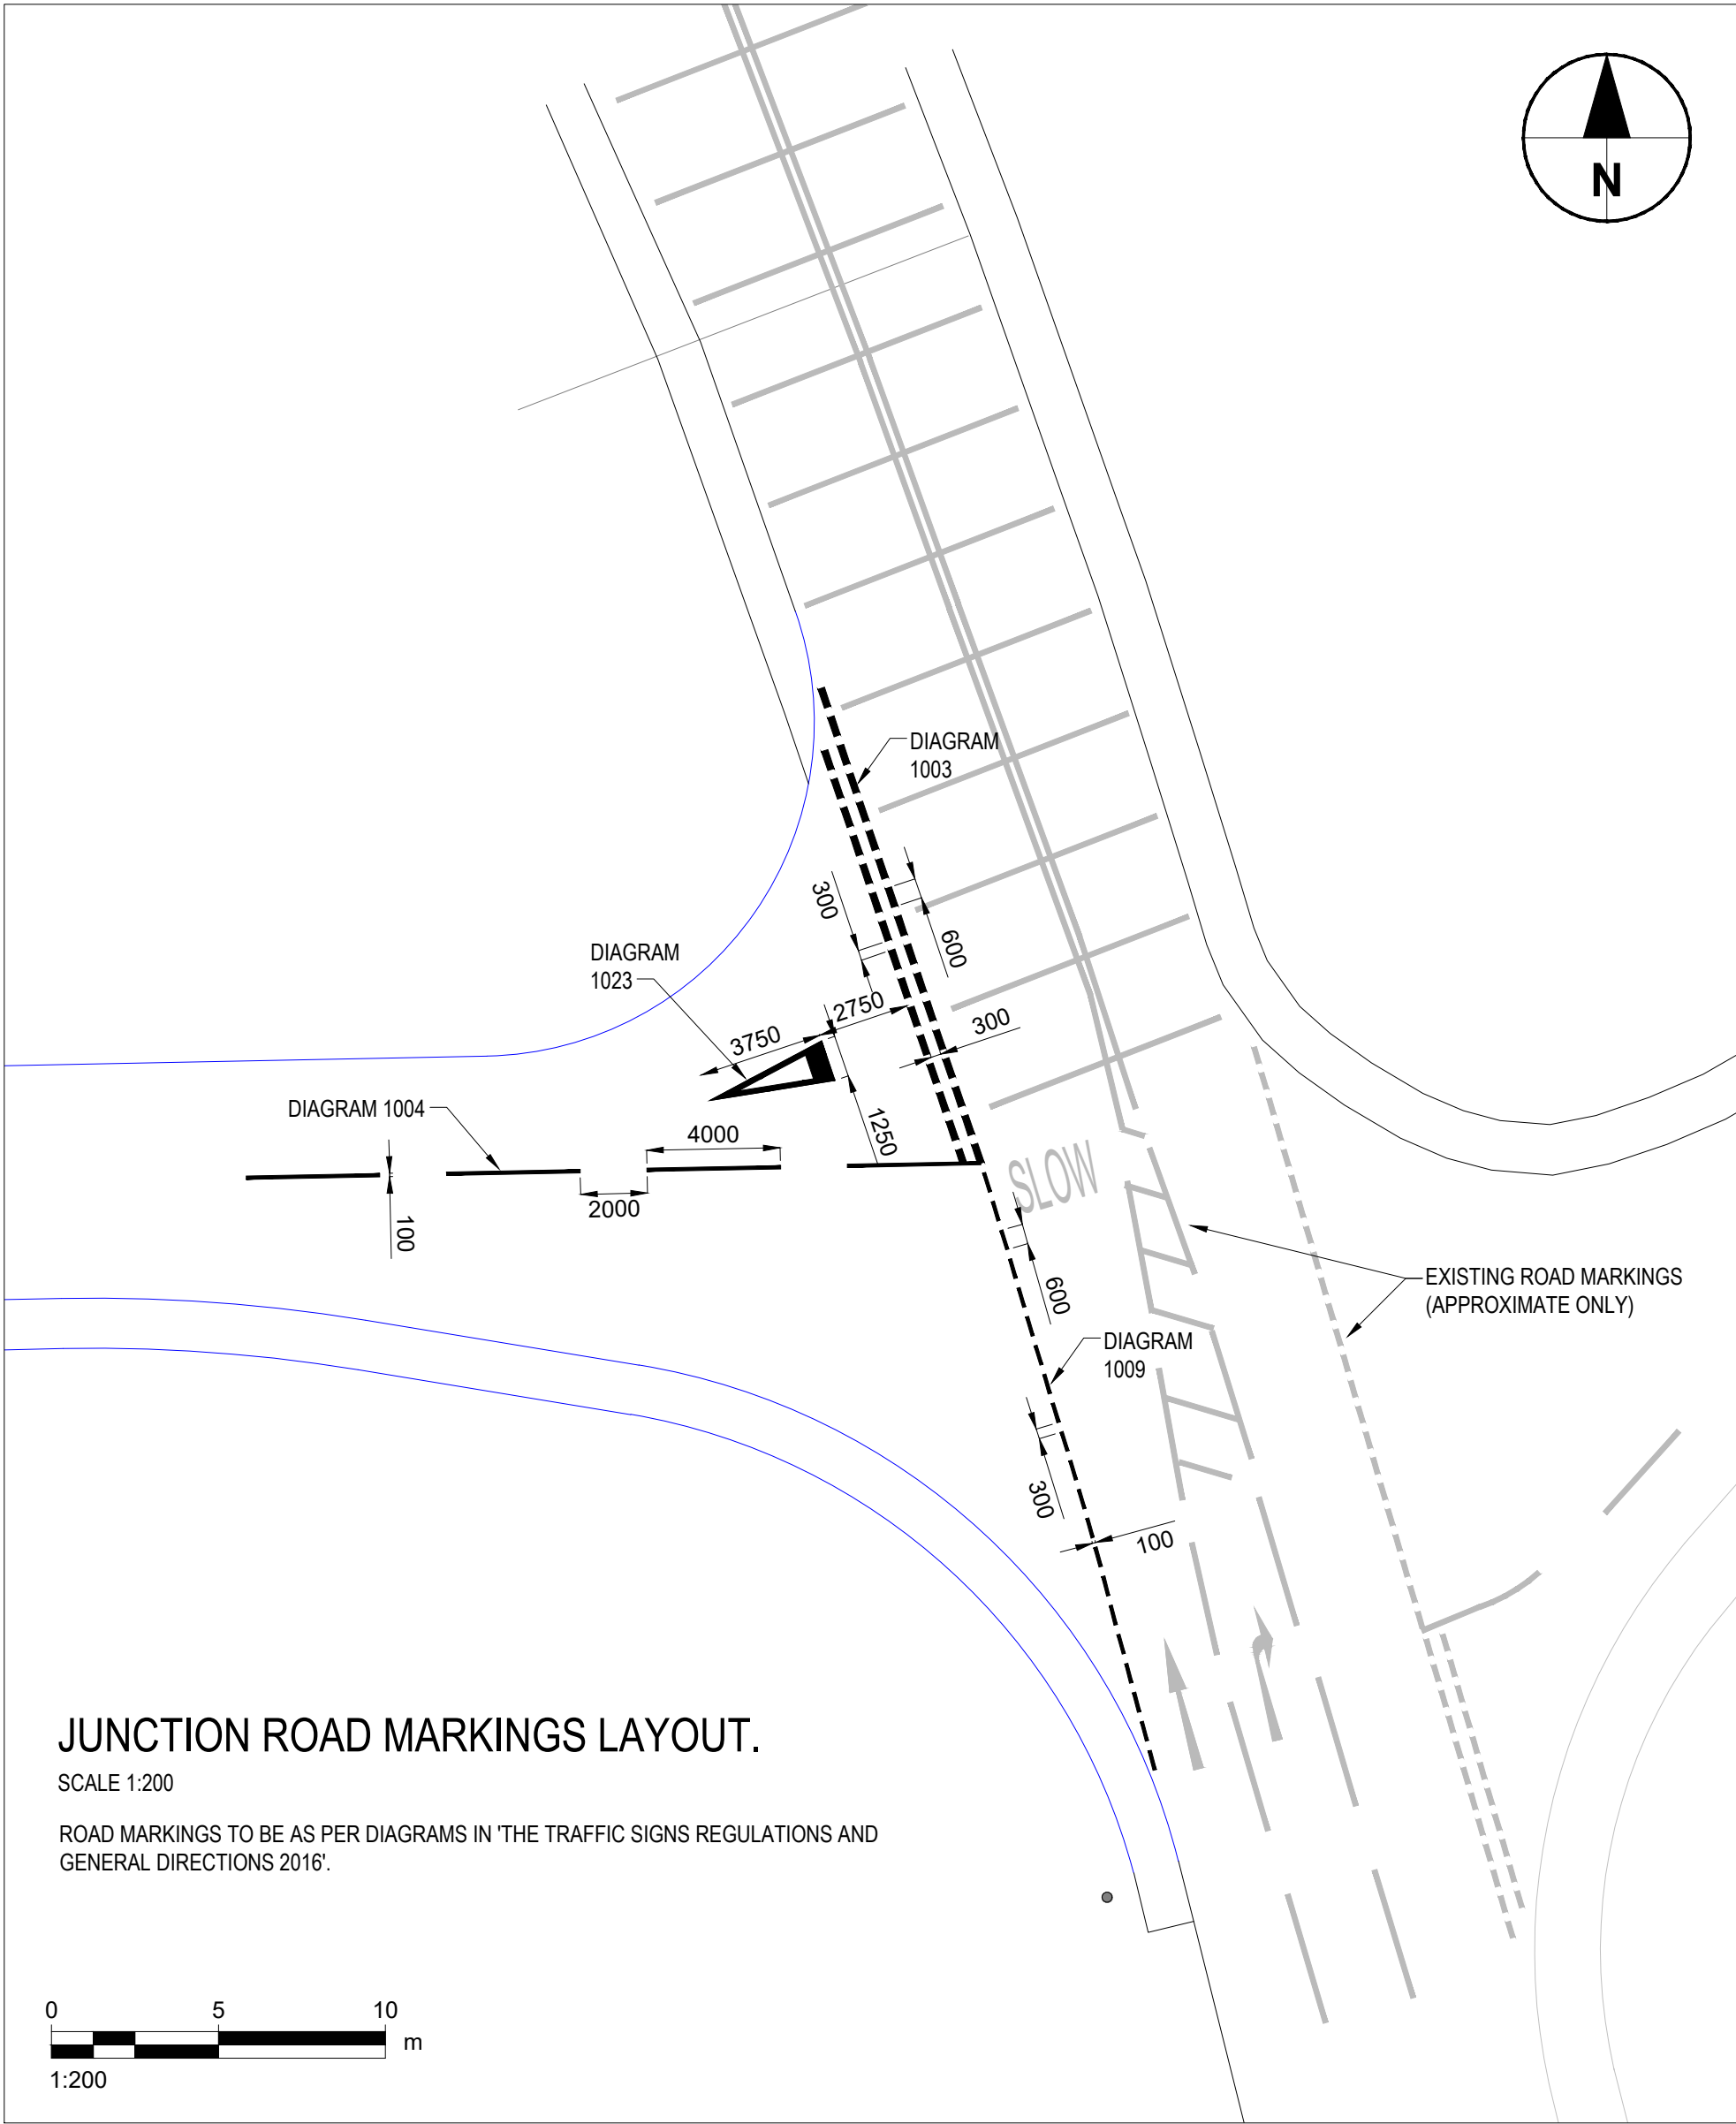 N
DIAGRAM
1003
300
600
DIAGRAM
1023
2750
3750
300
1250
DIAGRAM 1004
4000
2000
100
SLOW
600
EXISTING ROAD MARKINGS
(APPROXIMATE ONLY)
DIAGRAM
1009
300
100
JUNCTION ROAD MARKINGS LAYOUT.
SCALE 1:200
ROAD MARKINGS TO BE AS PER DIAGRAMS IN 'THE TRAFFIC SIGNS REGULATIONS AND
GENERAL DIRECTIONS 2016'.
0 5 10
m
1:200